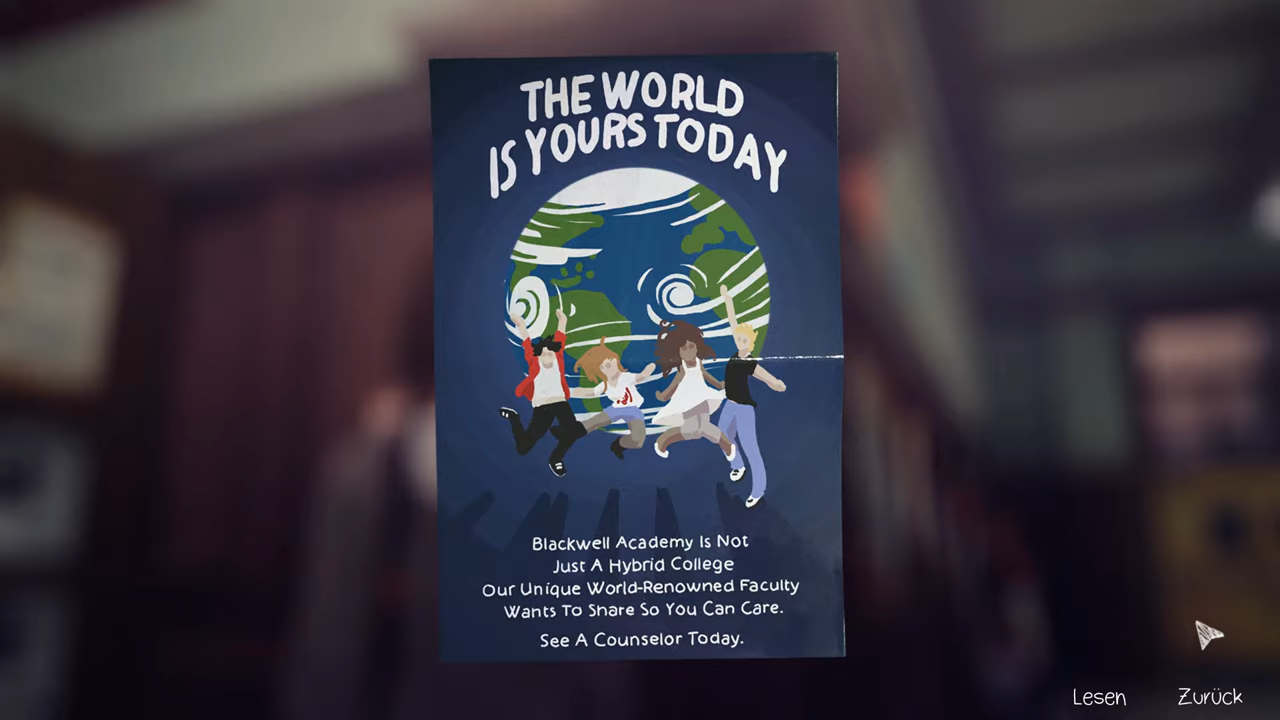 THE WORLD
IS YOURS TODAY
Blackwell Academy Is Not
Just A Hybrid College
Our Unique World-Renowned Faculty
Wants To Share So You Can Care.
See A Counselor Today.
Lesen Zurück